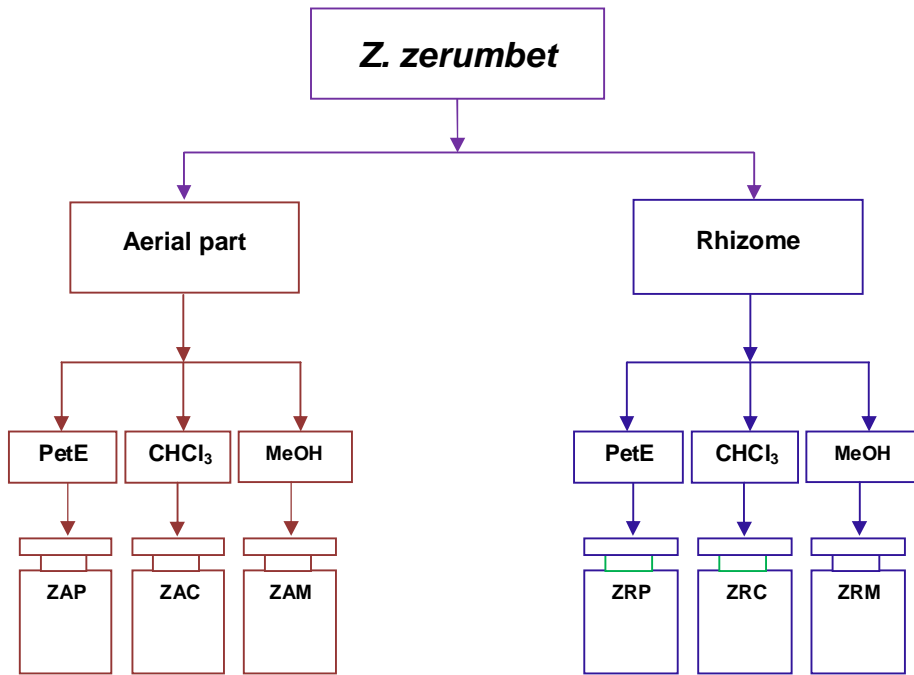 Z. zerumbet
Aerial part
Rhizome
PetE
CHCl₃
MeOH
PetE
CHCl₃
MeOH
ZAP
ZAC
ZAM
ZRP
ZRC
ZRM